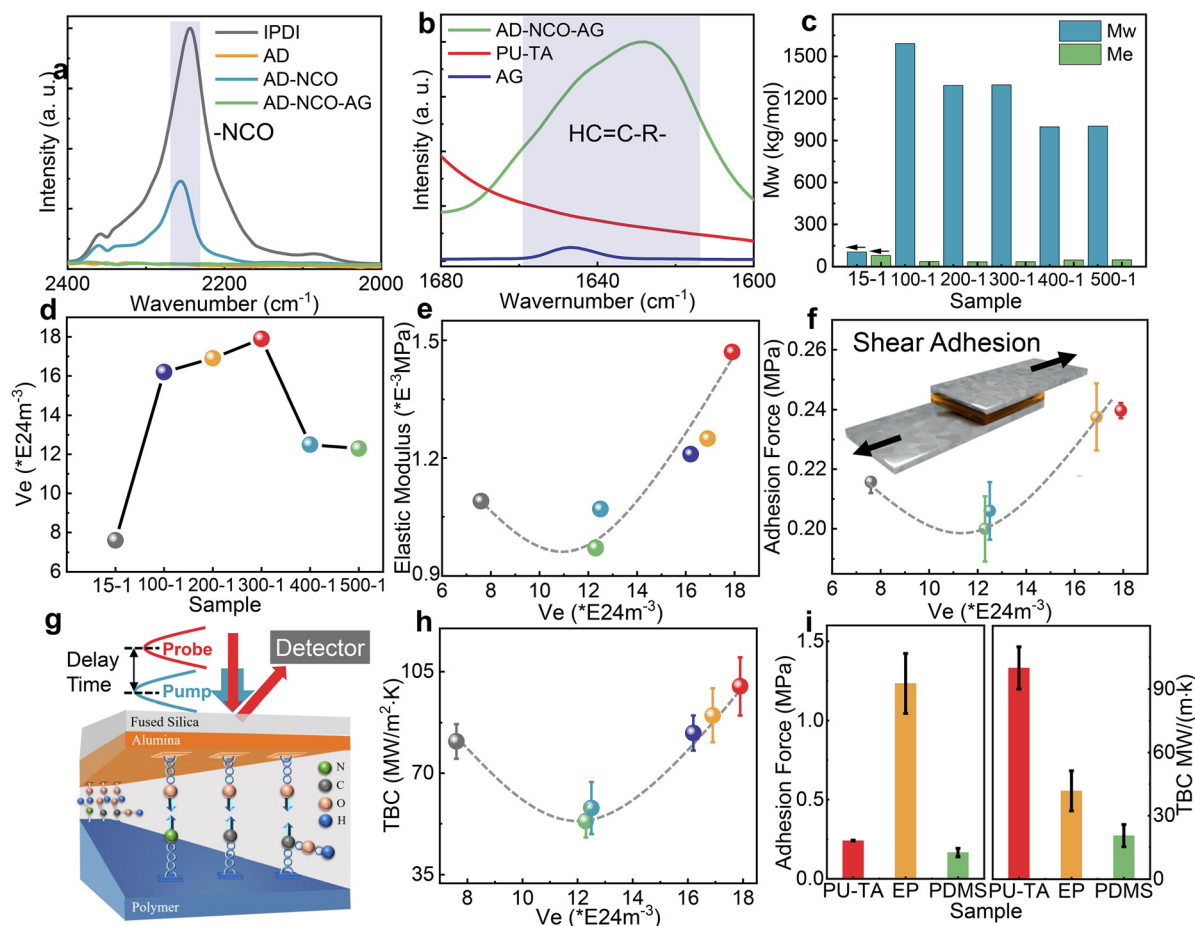 a
IPDI
AD
AD-NCO
AD-NCO-AG
-NCO
Intensity (a. u.)
2400
2200
2000
Wavenumber (cm⁻¹)
b
AD-NCO-AG
PU-TA
AG
HC=C-R-
Intensity (a. u.)
1680
1640
1600
Wavernumber (cm⁻¹)
c
Mw
Me
Mw (kg/mol)
1500
1200
900
600
300
0
15-1
100-1
200-1
300-1
400-1
500-1
Sample
d
Ve (*E24m⁻³)
18
16
14
12
10
8
6
15-1
100-1
200-1
300-1
400-1
500-1
Sample
e
Elastic Modulus (*E⁻³MPa)
1.5
1.2
0.9
6
8
10
12
14
16
18
Ve (*E24m⁻³)
f
Shear Adhesion
Adhesion Force (MPa)
0.26
0.24
0.22
0.20
6
8
10
12
14
16
18
Ve (*E24m⁻³)
g
Delay
Time
Probe
Pump
Detector
Fused Silica
Alumina
N
C
O
H
Polymer
h
TBC (MW/m²·K)
105
70
35
8
10
12
14
16
18
Ve (*E24m⁻³)
i
Adhesion Force (MPa)
1.5
1.0
0.5
0.0
PU-TA
EP
PDMS
PU-TA
EP
PDMS
Sample
90
60
30
0
TBC MW/(m·k)